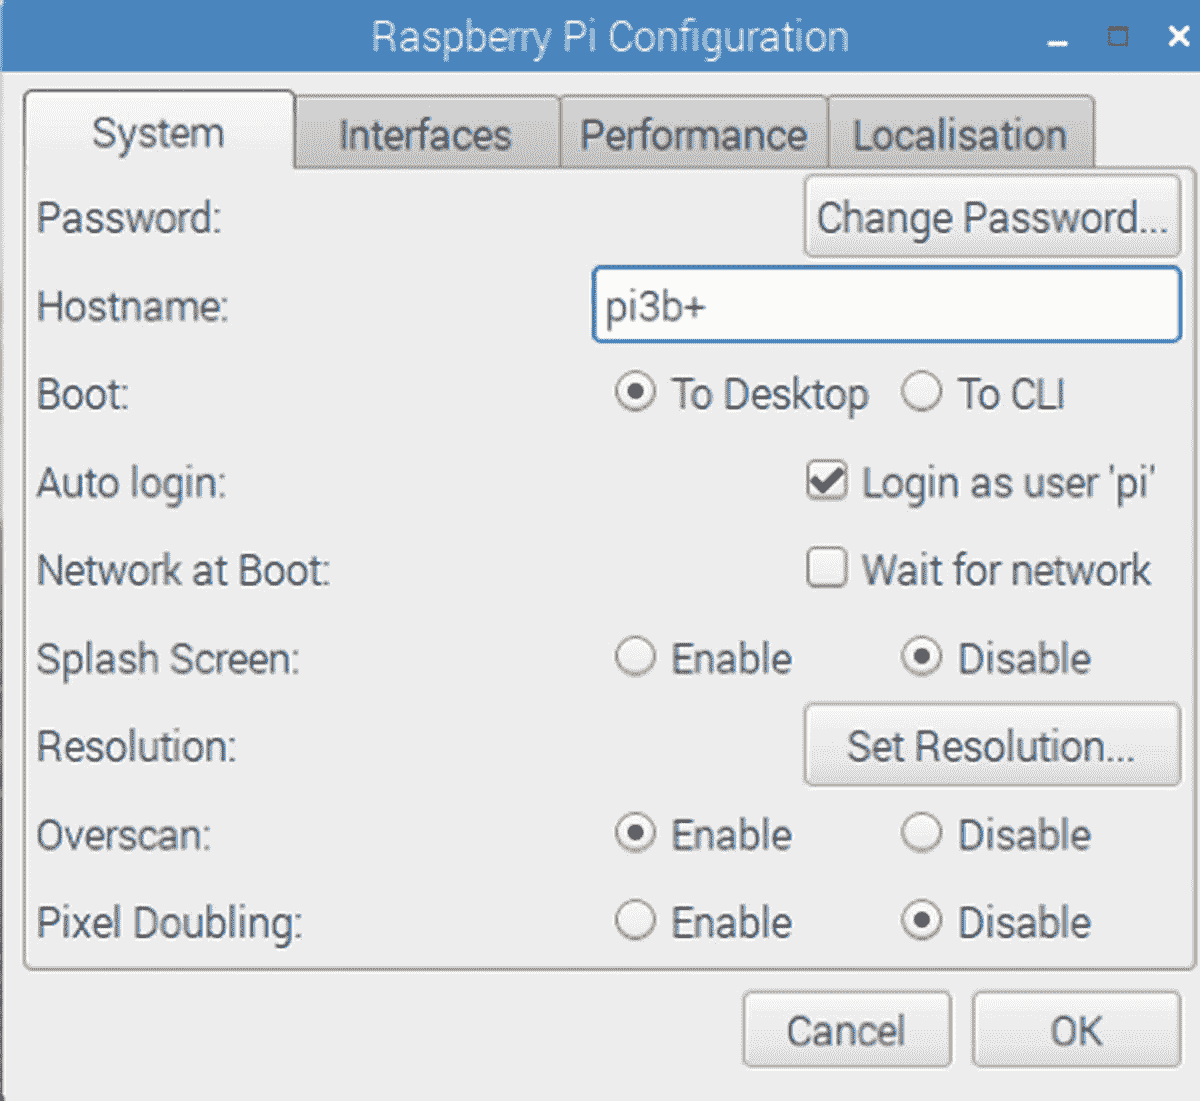 Raspberry Pi Configuration
System Interfaces Performance Localisation
Password: Change Password...
Hostname: pi3b+
Boot: To Desktop To CLI
Auto login: Login as user 'pi'
Network at Boot: Wait for network
Splash Screen: Enable Disable
Resolution: Set Resolution...
Overscan: Enable Disable
Pixel Doubling: Enable Disable
Cancel OK